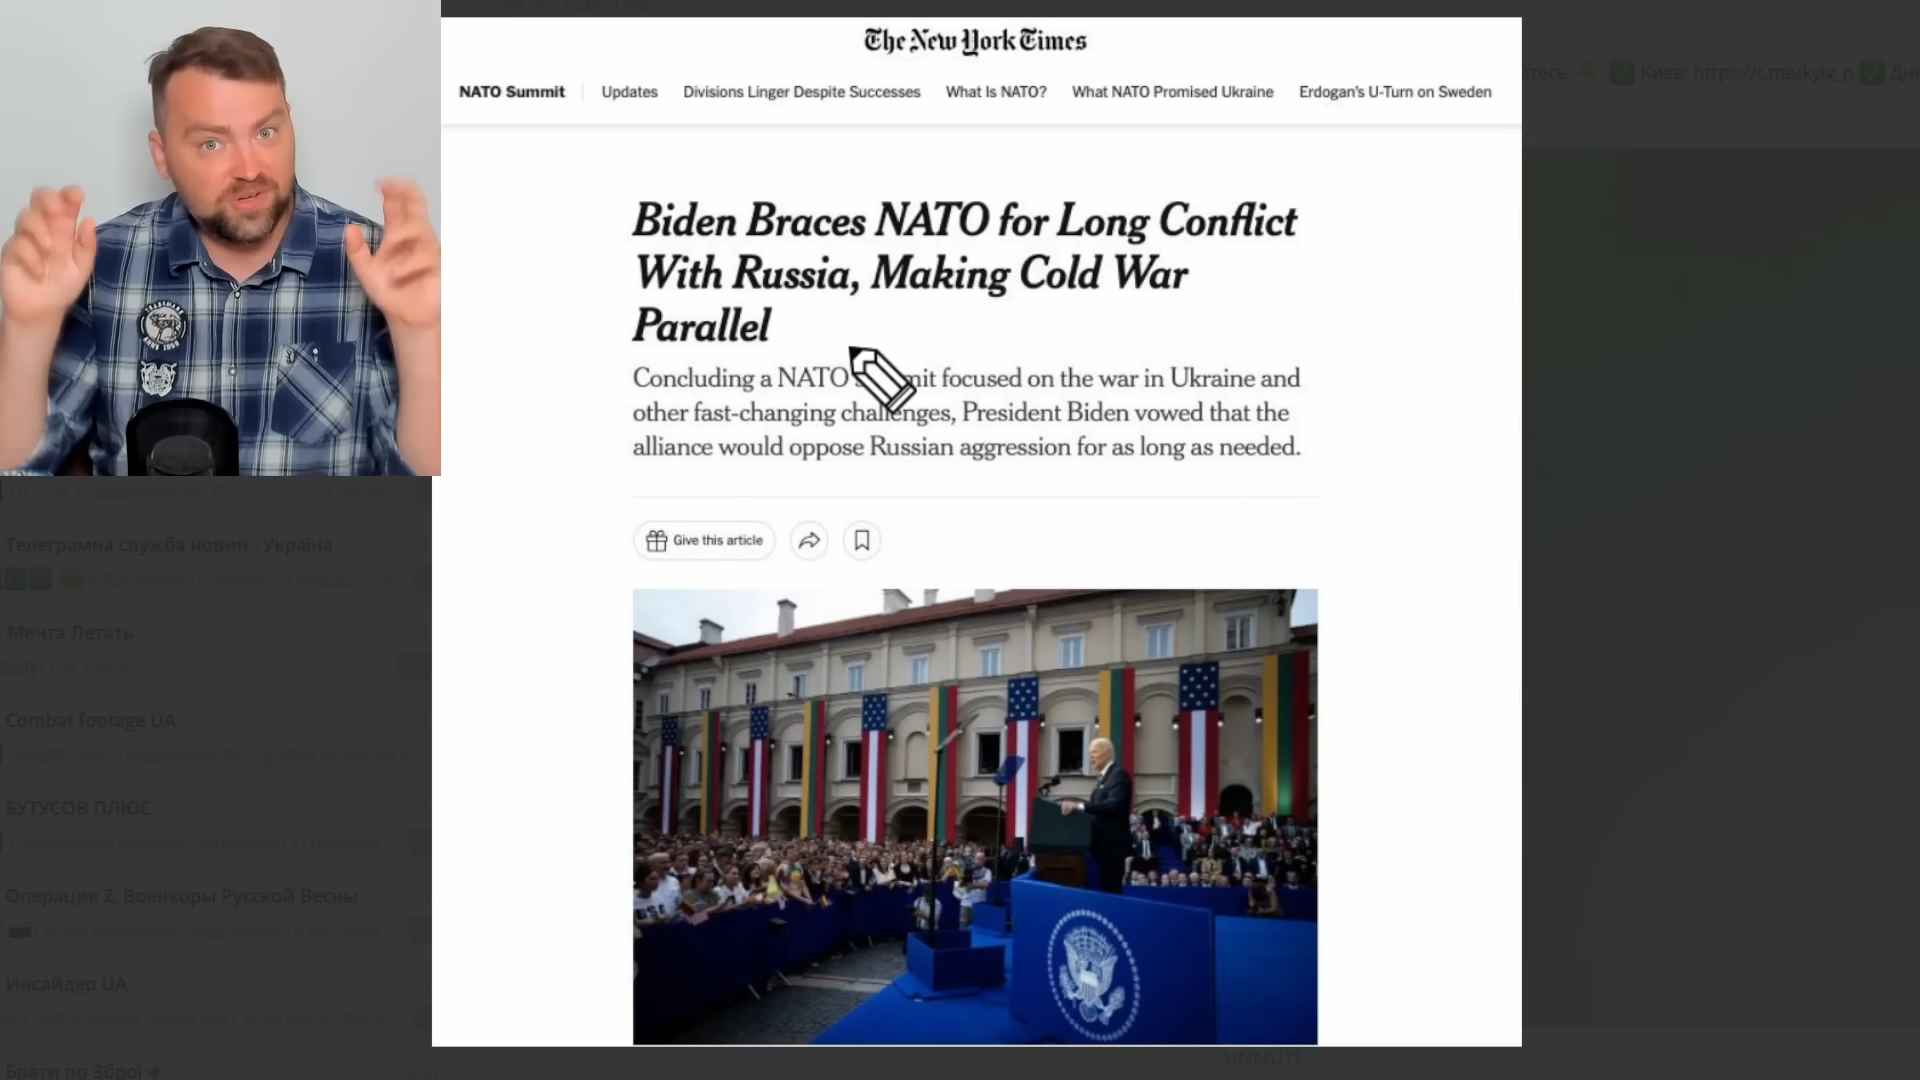 The New York Times
NATO Summit
Updates
Divisions Linger Despite Successes
What Is NATO?
What NATO Promised Ukraine
Erdogan's U-Turn on Sweden
Киев: https://t.me/kyiv_n
Biden Braces NATO for Long Conflict
With Russia, Making Cold War
Parallel
Concluding a NATO focused on the war in Ukraine and
other fast-changing challenges, President Biden vowed that the
alliance would oppose Russian aggression for as long as needed.
Give this article
Телеграмна служба новин - Україна
Мечта Летать
Combat footage UA
БУТУСОВ ПЛЮС
Операция Z: Военкоры Русской Весны
Инсайдер UA
Брати по Зброї
UNMUTE